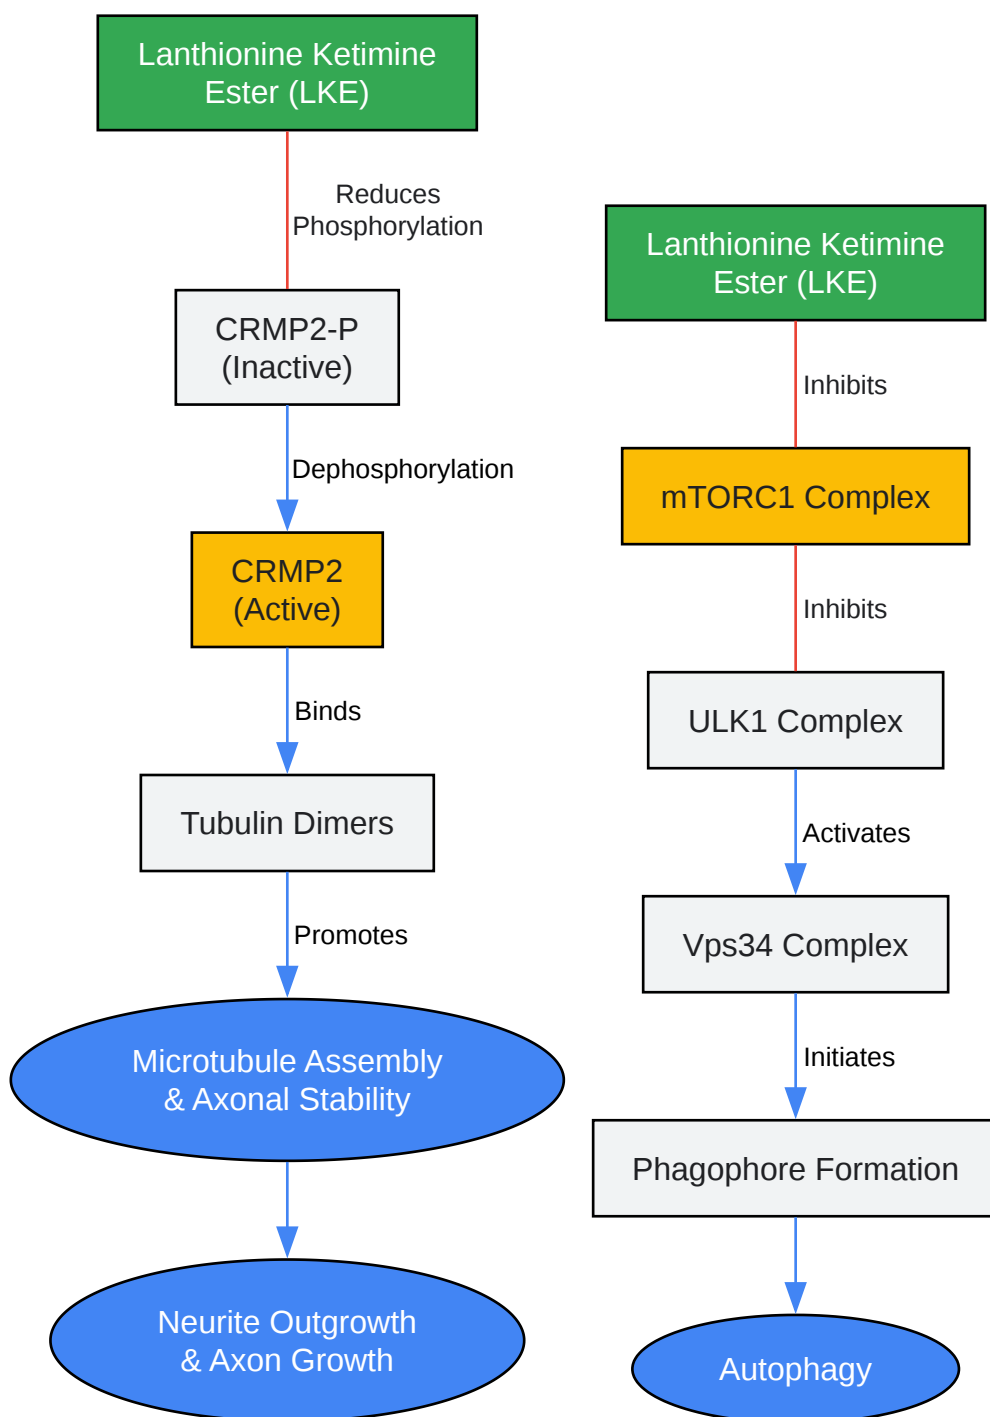 Lanthionine Ketimine
Ester (LKE)
Reduces
Phosphorylation
CRMP2-P
(Inactive)
Dephosphorylation
CRMP2
(Active)
Binds
Tubulin Dimers
Promotes
Microtubule Assembly
& Axonal Stability
Neurite Outgrowth
& Axon Growth
Lanthionine Ketimine
Ester (LKE)
Inhibits
mTORC1 Complex
Inhibits
ULK1 Complex
Activates
Vps34 Complex
Initiates
Phagophore Formation
Autophagy